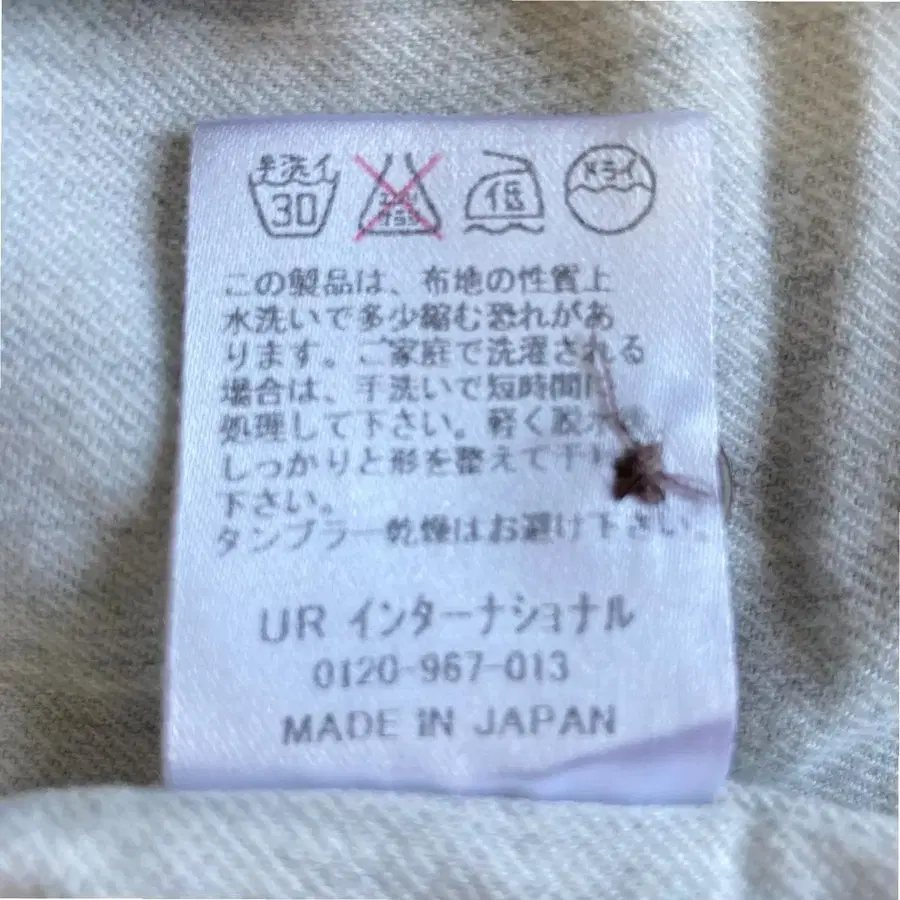 手洗イ
30
中
ドライ
この製品は、布地の性質上
水洗いで多少縮む恐れがあ
ります。ご家庭で洗濯される
場合は、手洗いで短時間に
処理して下さい。軽く脱水
しっかりと形を整えて干
下さい。
タンブラー乾燥はお避け下さい。
UR インターナショナル
0120-967-013
MADE IN JAPAN